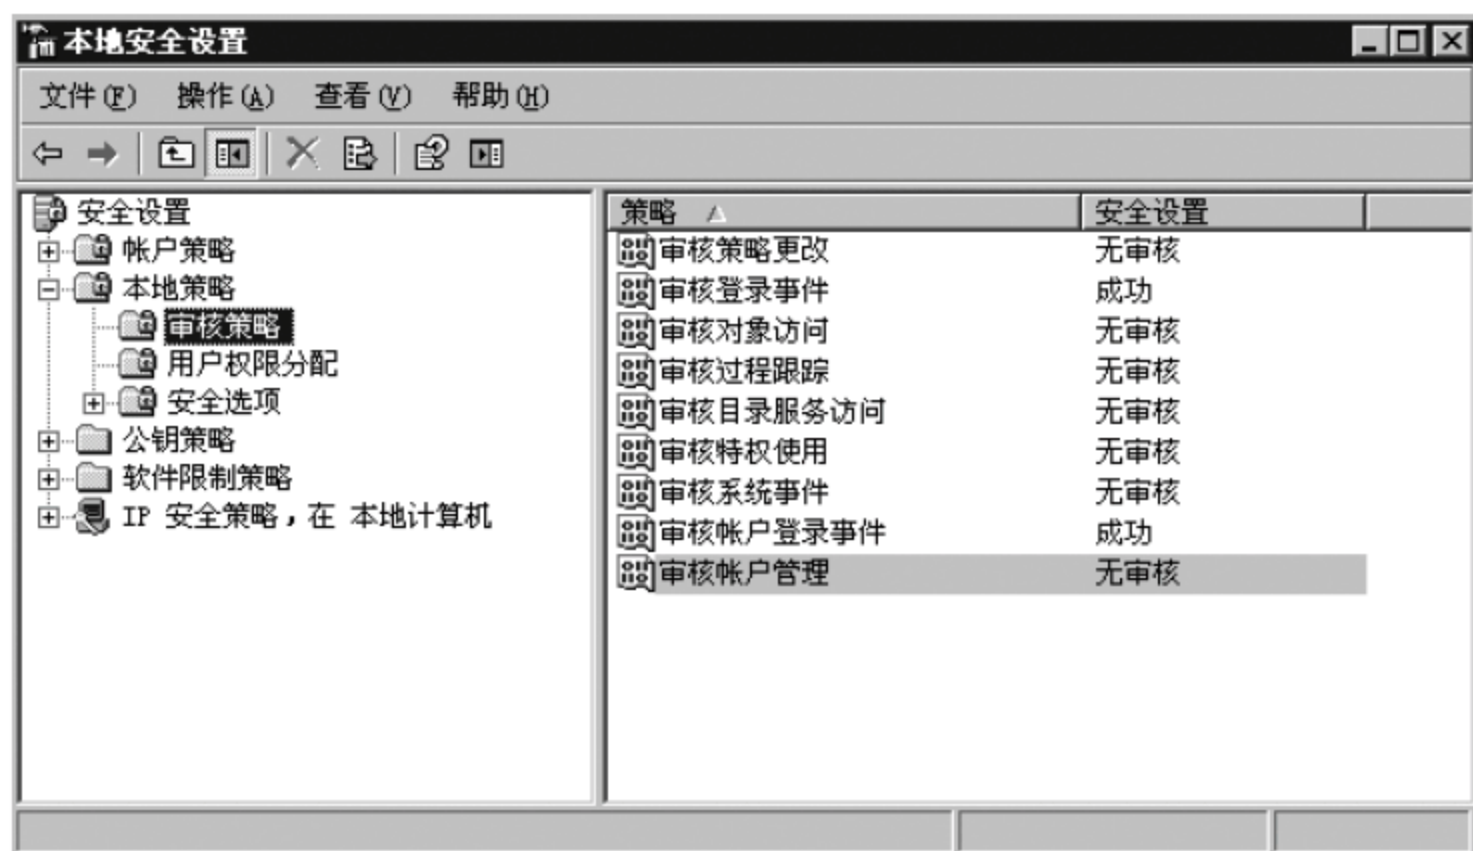 本地安全设置
文件(F) 操作(A) 查看(V) 帮助(H)
安全设置
帐户策略
本地策略
审核策略
用户权限分配
安全选项
公钥策略
软件限制策略
IP 安全策略，在 本地计算机
策略 安全设置
审核策略更改 无审核
审核登录事件 成功
审核对象访问 无审核
审核过程跟踪 无审核
审核目录服务访问 无审核
审核特权使用 无审核
审核系统事件 无审核
审核帐户登录事件 成功
审核帐户管理 无审核